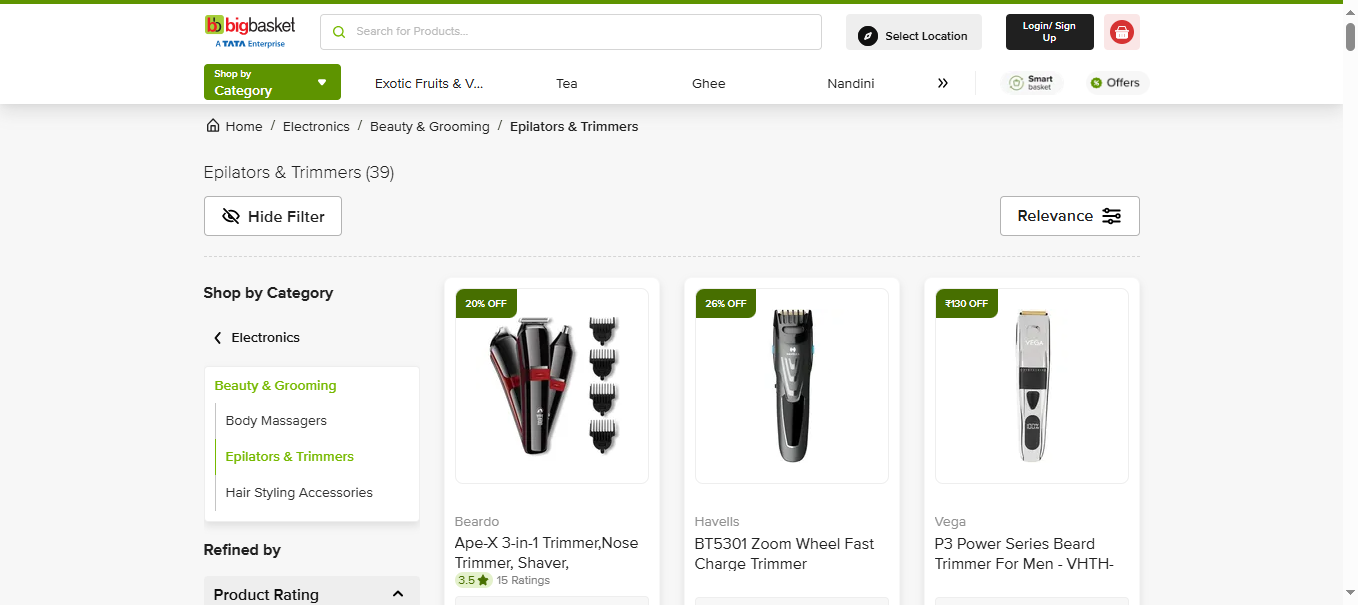 bb bigbasket
A TATA Enterprise
Search for Products...
Select Location
Login/ Sign
Up
Shop by
Category
Exotic Fruits & V...
Tea
Ghee
Nandini
Smart
basket
Offers
Home / Electronics / Beauty & Grooming / Epilators & Trimmers
Epilators & Trimmers (39)
Hide Filter
Relevance
Shop by Category
Electronics
Beauty & Grooming
Body Massagers
Epilators & Trimmers
Hair Styling Accessories
Refined by
Product Rating
20% OFF
Beardo
Ape-X 3-in-1 Trimmer,Nose
Trimmer, Shaver,
3.5 15 Ratings
26% OFF
Havells
BT5301 Zoom Wheel Fast
Charge Trimmer
₹130 OFF
VEGA
100%
Vega
P3 Power Series Beard
Trimmer For Men - VHTH-